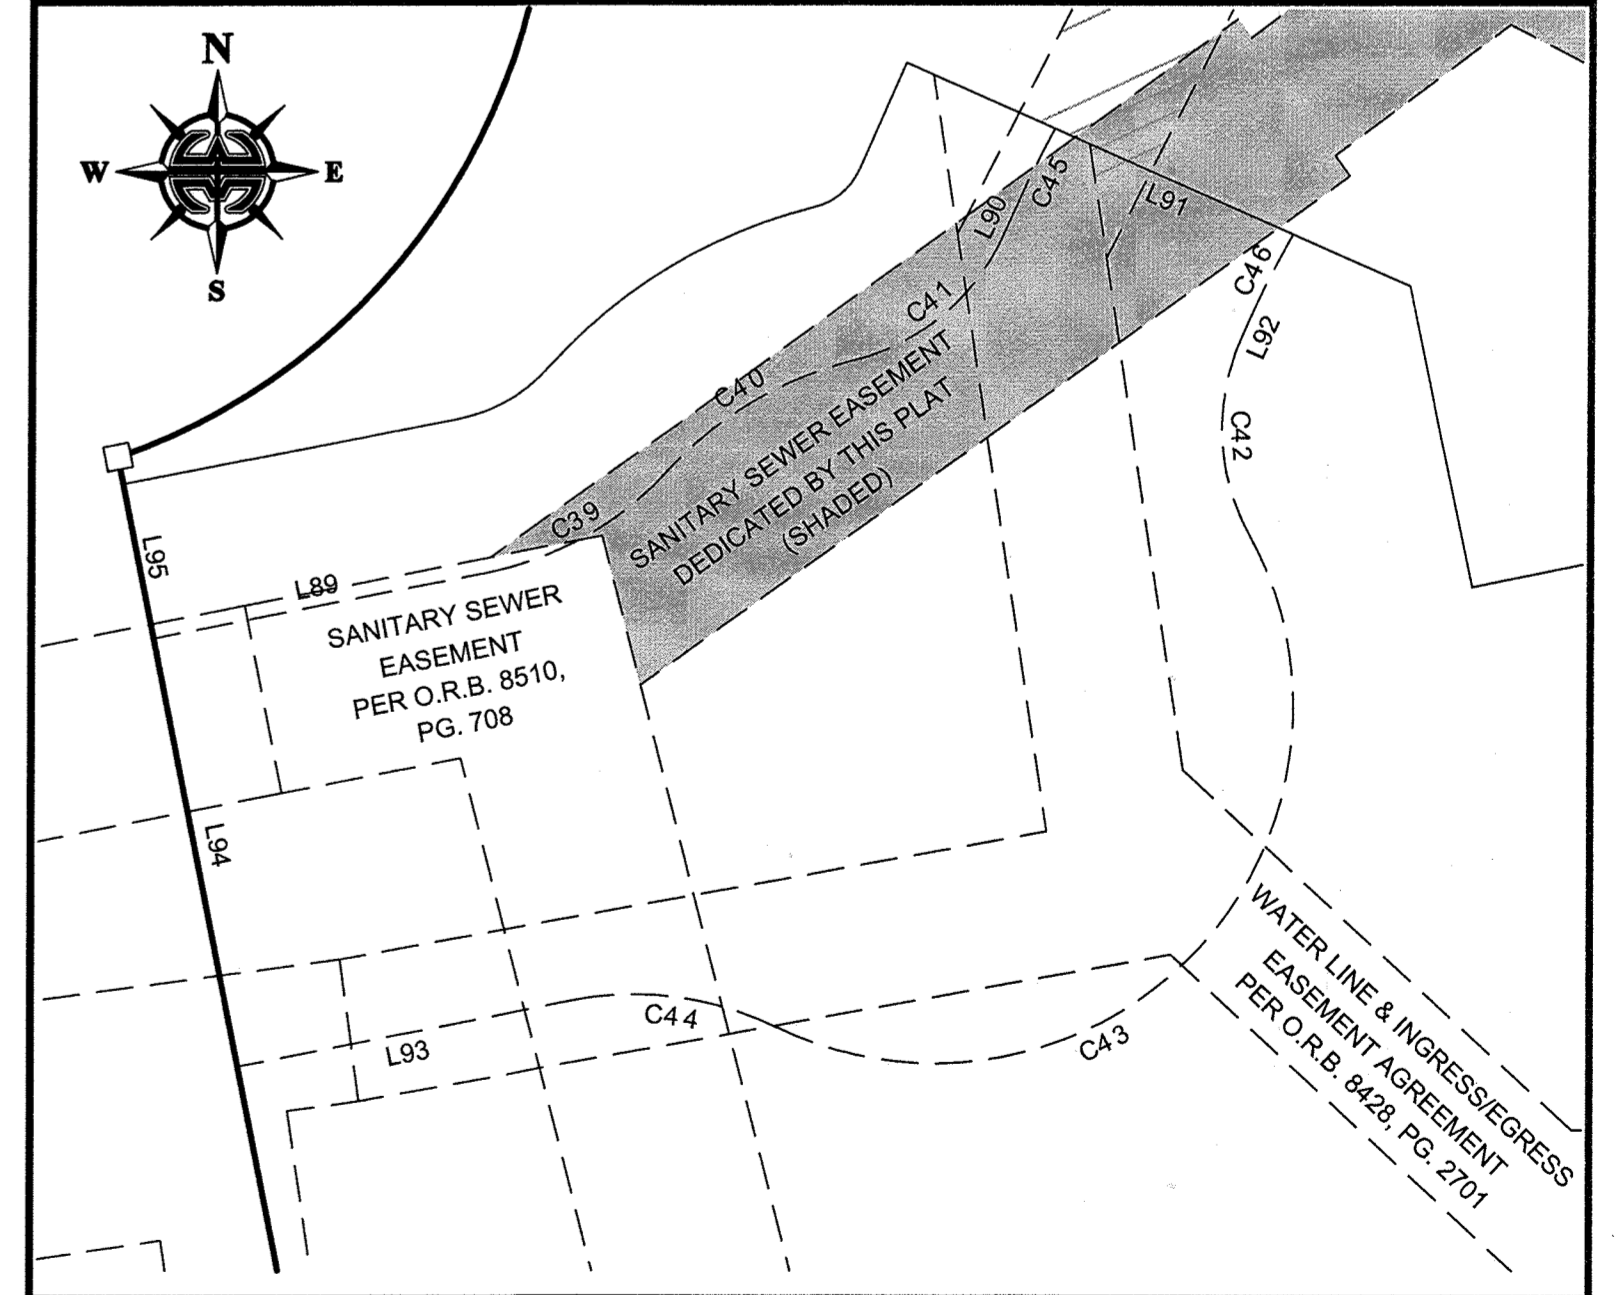 N
W
E
S
L90
C45
L91
C46
L92
C41
C40
C42
C39
SANITARY SEWER EASEMENT
DEDICATED BY THIS PLAT
(SHADED)
L95
L89
SANITARY SEWER
EASEMENT
PER O.R.B. 8510,
PG. 708
L94
WATER LINE & INGRESS/EGRESS
EASEMENT AGREEMENT
PER O.R.B. 8428, PG. 2701
C44
L93
C43